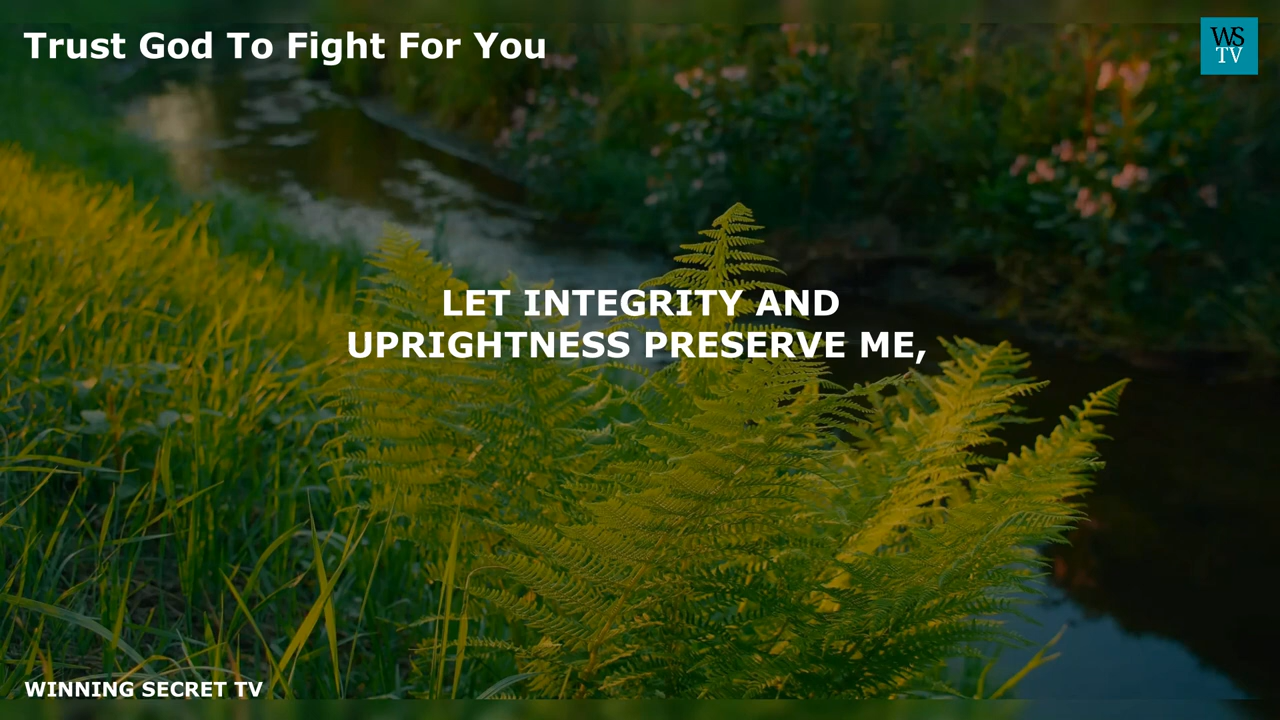 Trust God To Fight For You
WS
TV
LET INTEGRITY AND
UPRIGHTNESS PRESERVE ME,
WINNING SECRET TV